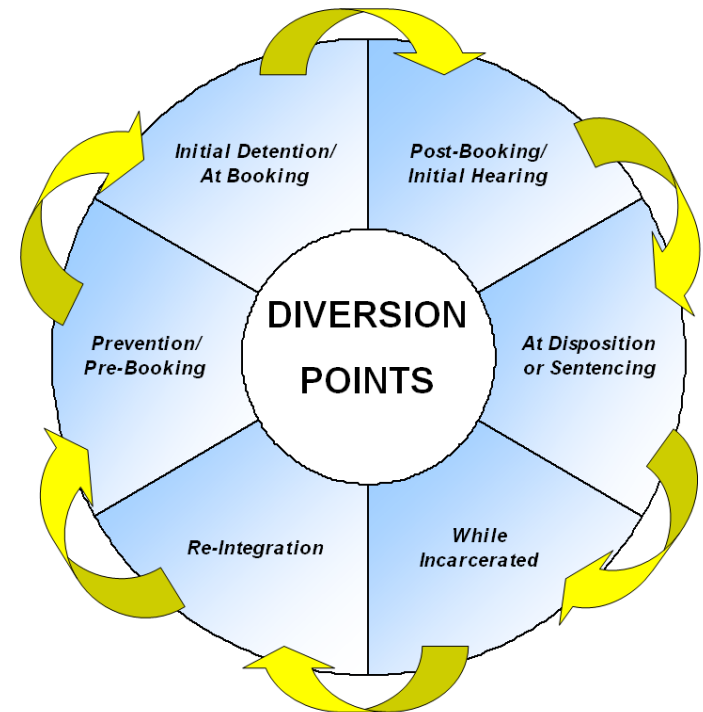 Initial Detention/
At Booking
Post-Booking/
Initial Hearing
Prevention/
Pre-Booking
DIVERSION
POINTS
At Disposition
or Sentencing
Re-Integration
While
Incarcerated